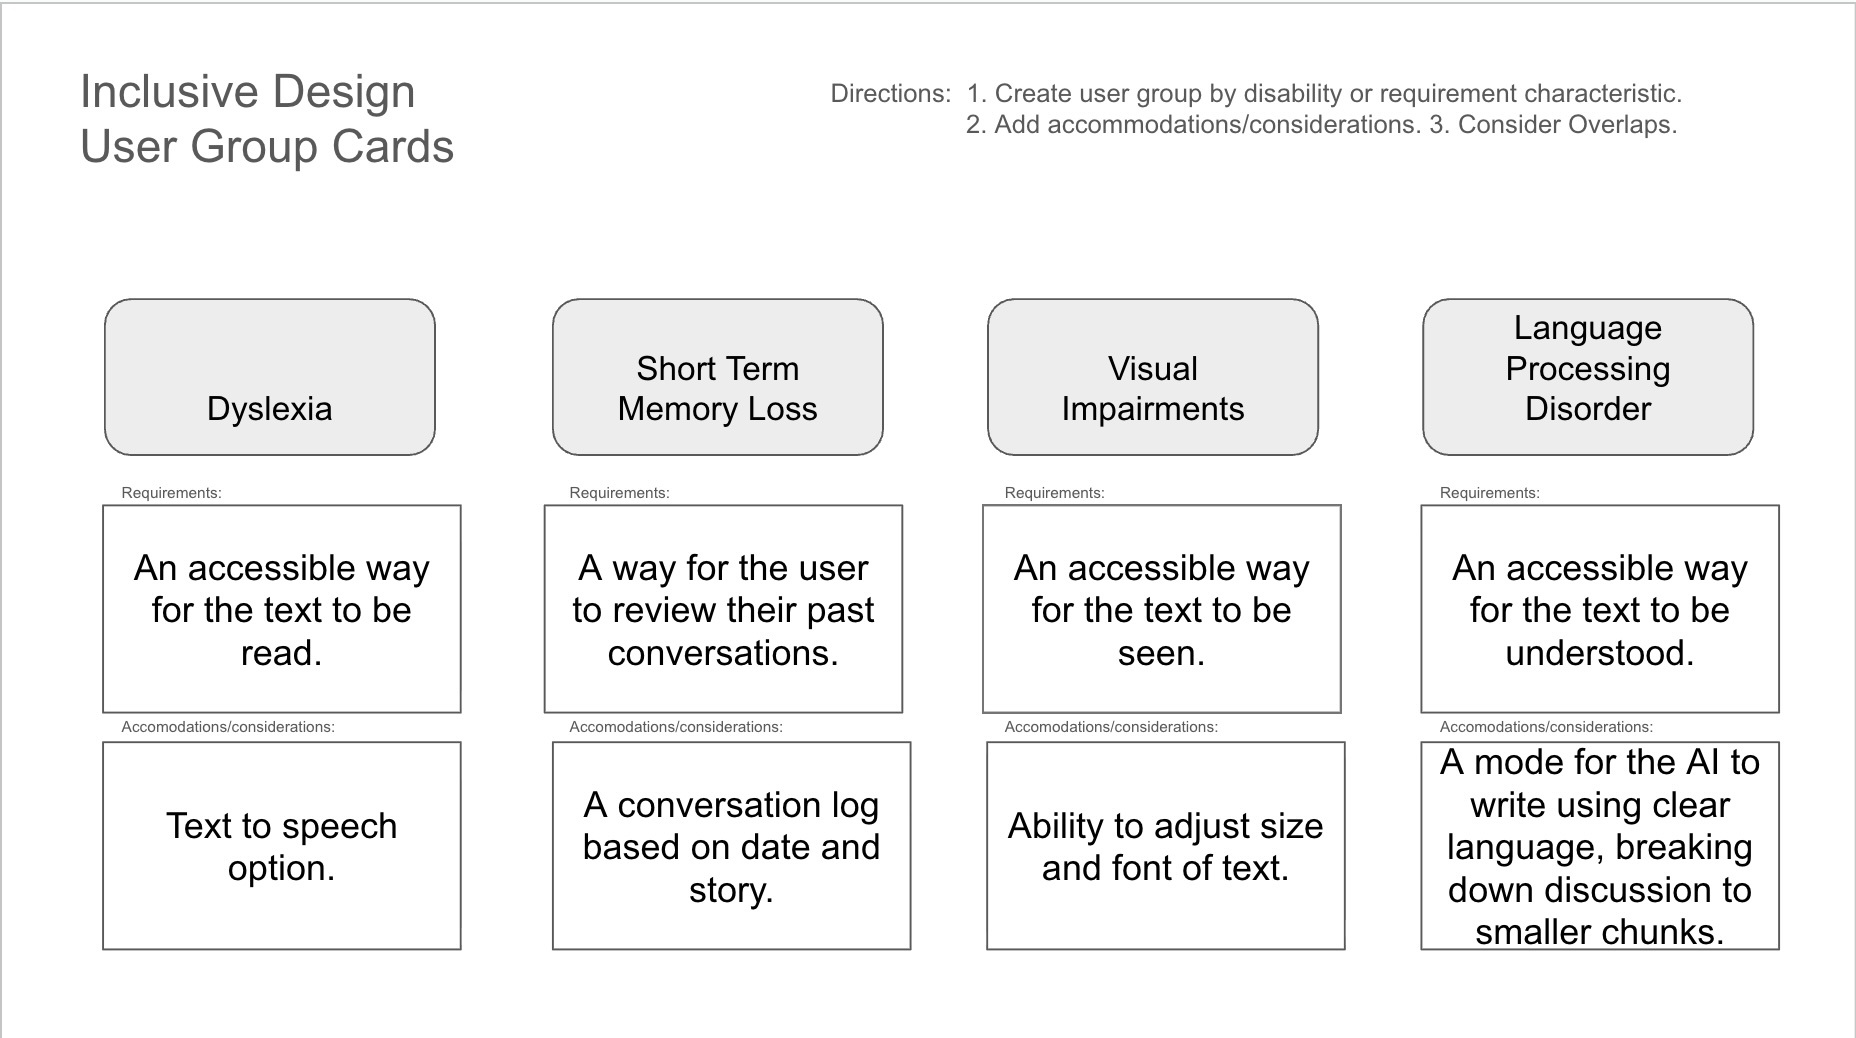 Inclusive Design
User Group Cards
Directions: 1. Create user group by disability or requirement characteristic.
2. Add accommodations/considerations. 3. Consider Overlaps.
Dyslexia
Requirements:
An accessible way
for the text to be
read.
Accomodations/considerations:
Text to speech
option.
Short Term
Memory Loss
Requirements:
A way for the user
to review their past
conversations.
Accomodations/considerations:
A conversation log
based on date and
story.
Visual
Impairments
Requirements:
An accessible way
for the text to be
seen.
Accomodations/considerations:
Ability to adjust size
and font of text.
Language
Processing
Disorder
Requirements:
An accessible way
for the text to be
understood.
Accomodations/considerations:
A mode for the AI to
write using clear
language, breaking
down discussion to
smaller chunks.